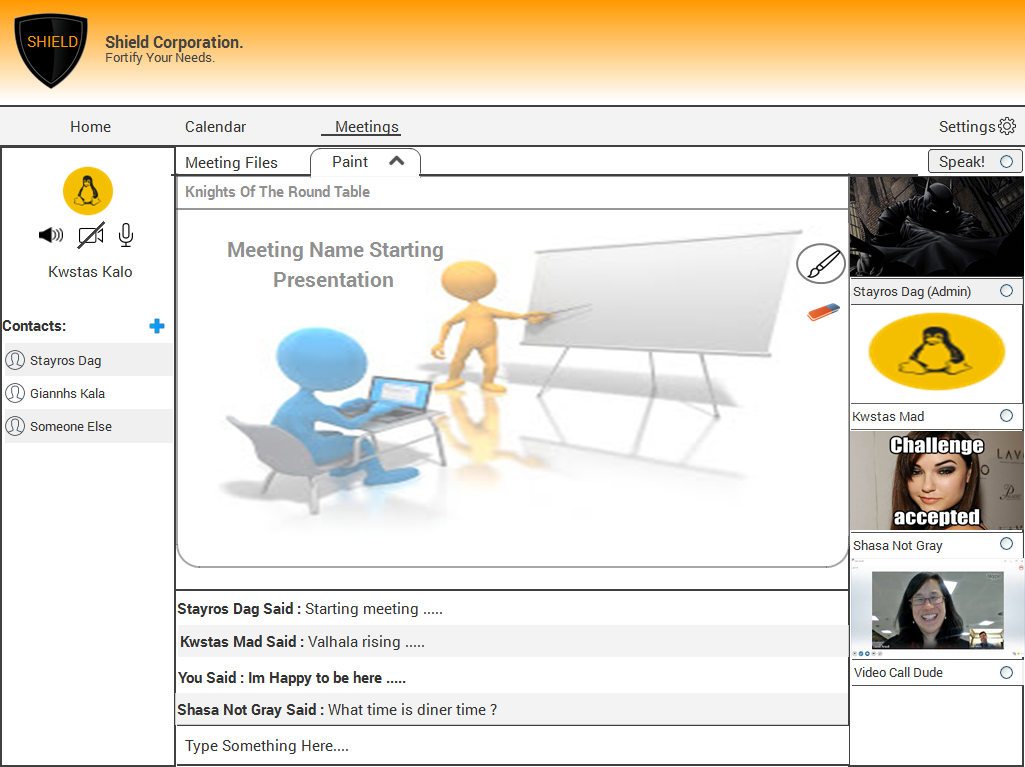 SHIELD
Shield Corporation.
Fortify Your Needs.
Home
Calendar
Meetings
Settings
Meeting Files
Paint
Speak!
Kwstas Kalo
Contacts:
Stayros Dag
Giannhs Kala
Someone Else
Knights Of The Round Table
Meeting Name Starting
Presentation
Stayros Dag Said : Starting meeting .....
Kwstas Mad Said : Valhala rising .....
You Said : Im Happy to be here .....
Shasa Not Gray Said : What time is diner time ?
Type Something Here....
Stayros Dag (Admin)
Kwstas Mad
Challenge
accepted
Shasa Not Gray
Video Call Dude